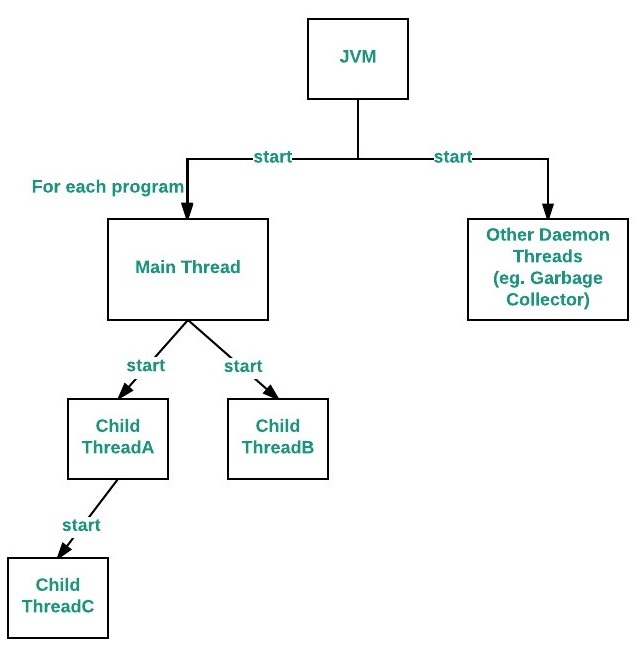 JVM
start
start
For each program
Main Thread
Other Daemon
Threads
(eg. Garbage
Collector)
start
start
Child
ThreadA
Child
ThreadB
start
Child
ThreadC